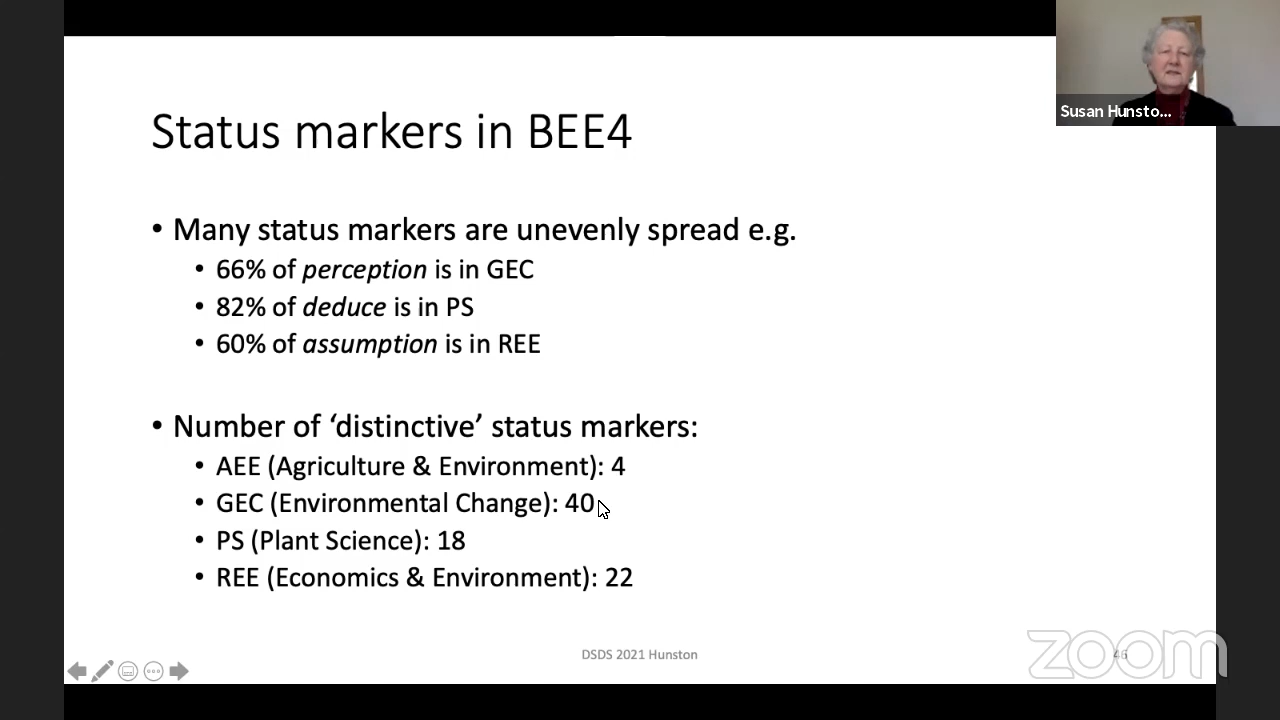 Susan Hunsto...
Status markers in BEE4
• Many status markers are unevenly spread e.g.
• 66% of perception is in GEC
• 82% of deduce is in PS
• 60% of assumption is in REE
• Number of ‘distinctive’ status markers:
• AEE (Agriculture & Environment): 4
• GEC (Environmental Change): 40
• PS (Plant Science): 18
• REE (Economics & Environment): 22
DSDS 2021 Hunston
46
zoom